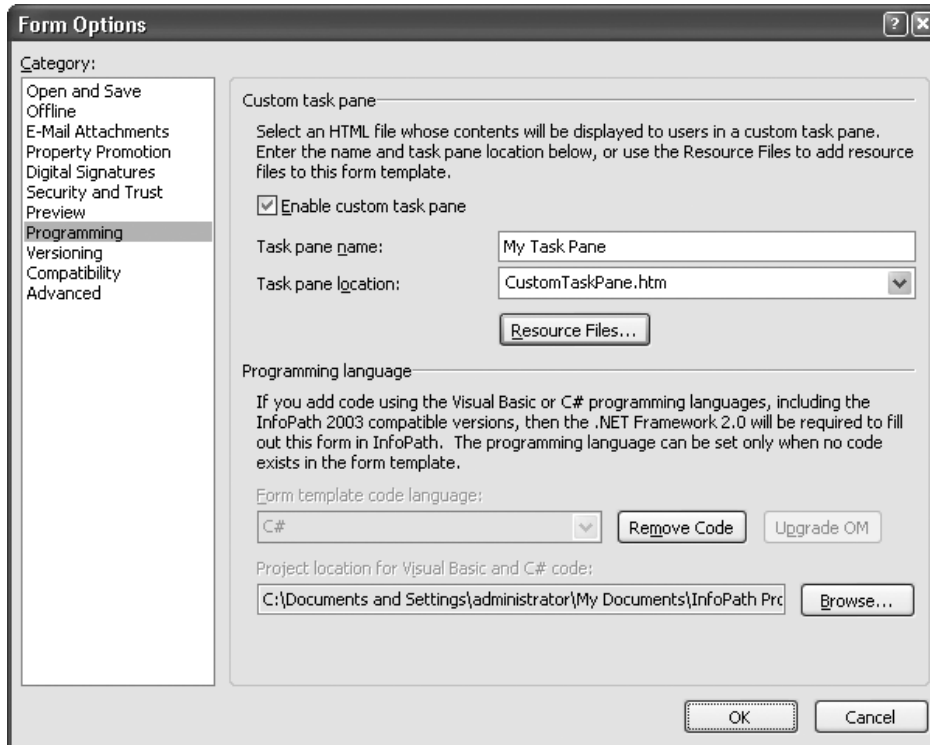 Form Options
Category:
Open and Save
Offline
E-Mail Attachments
Property Promotion
Digital Signatures
Security and Trust
Preview
Programming
Versioning
Compatibility
Advanced
Custom task pane
Select an HTML file whose contents will be displayed to users in a custom task pane.
Enter the name and task pane location below, or use the Resource Files to add resource
files to this form template.
Enable custom task pane
Task pane name:
My Task Pane
Task pane location:
CustomTaskPane.htm
Resource Files...
Programming language
If you add code using the Visual Basic or C# programming languages, including the
InfoPath 2003 compatible versions, then the .NET Framework 2.0 will be required to fill
out this form in InfoPath. The programming language can be set only when no code
exists in the form template.
Form template code language:
C#
Remove Code
Upgrade OM
Project location for Visual Basic and C# code:
C:\Documents and Settings\administrator\My Documents\InfoPath Prc
Browse...
OK
Cancel